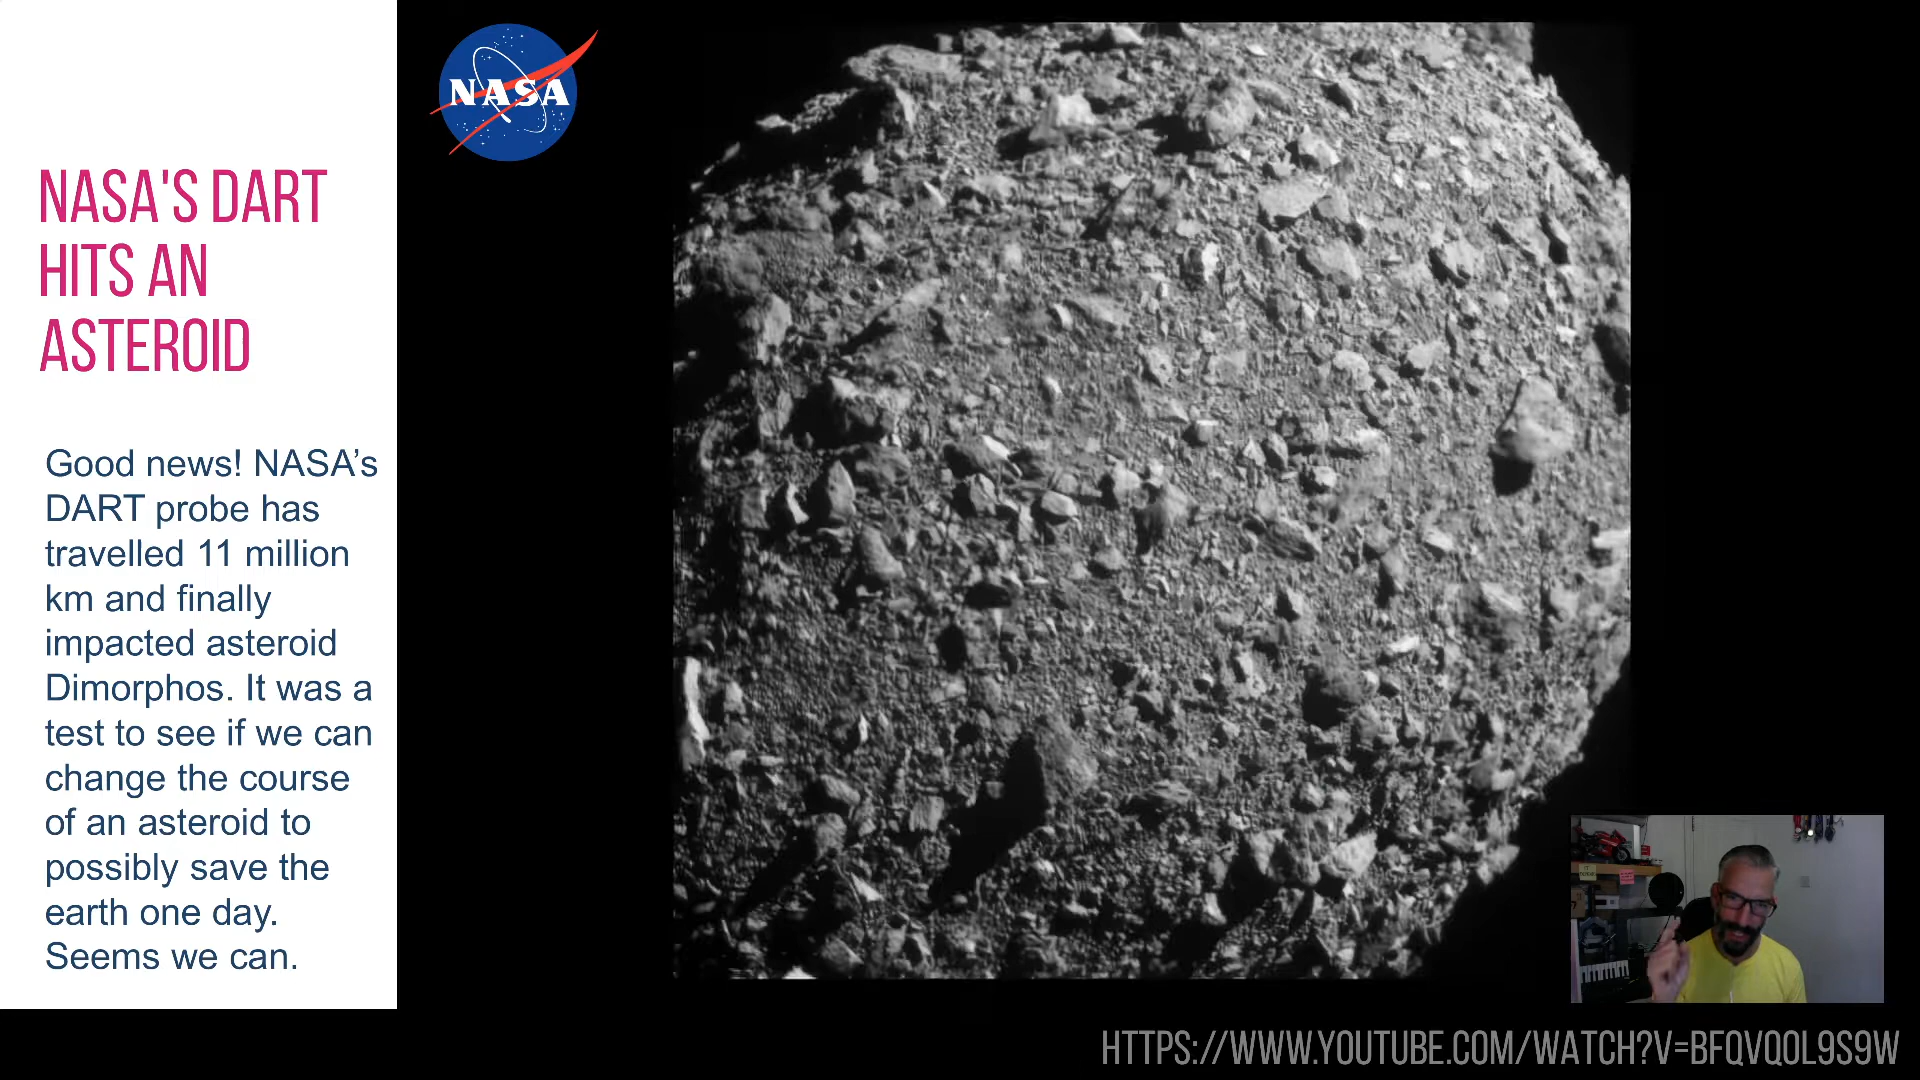 NASA
NASA'S DART
HITS AN
ASTEROID
Good news! NASA’s
DART probe has
travelled 11 million
km and finally
impacted asteroid
Dimorphos. It was a
test to see if we can
change the course
of an asteroid to
possibly save the
earth one day.
Seems we can.
HTTPS://WWW.YOUTUBE.COM/WATCH?V=BFQVQOL9S9W